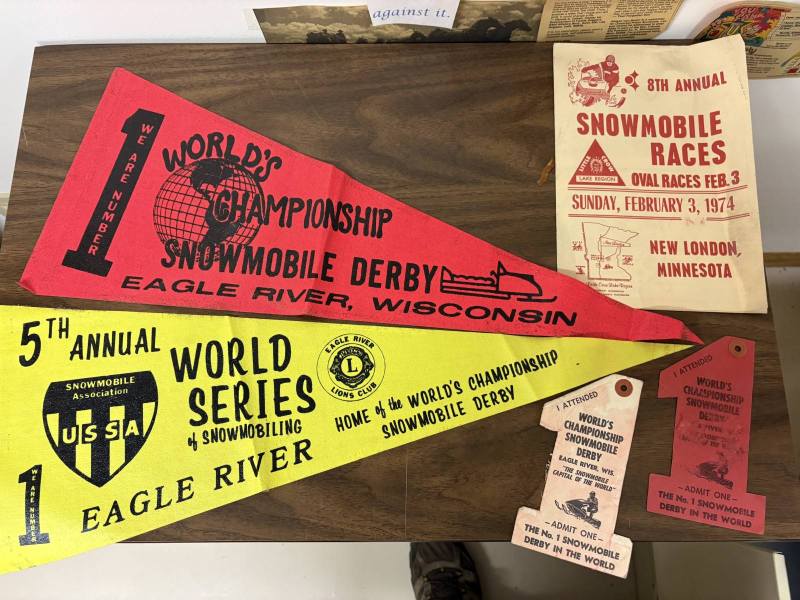 against it.
1
WE ARE NUMBER
WORLD'S
CHAMPIONSHIP
SNOWMOBILE DERBY
EAGLE RIVER, WISCONSIN
8TH ANNUAL
SNOWMOBILE
RACES
LITTLE CROW
LAKE REGION
OVAL RACES FEB. 3
SUNDAY, FEBRUARY 3, 1974
NEW LONDON,
MINNESOTA
5TH ANNUAL
SNOWMOBILE
Association
USSA
WORLD
SERIES
of SNOWMOBILING
EAGLE RIVER
EAGLE RIVER
LIONS
L
LIONS CLUB
HOME of the WORLD'S CHAMPIONSHIP
SNOWMOBILE DERBY
1
WE ARE NUMBER
I ATTENDED
WORLD'S
CHAMPIONSHIP
SNOWMOBILE
DERBY
EAGLE RIVER, WIS.
"THE SNOWMOBILE
CAPITAL OF THE WORLD"
- ADMIT ONE -
THE No. 1 SNOWMOBILE
DERBY IN THE WORLD
I ATTENDED
WORLD'S
CHAMPIONSHIP
SNOWMOBILE
DERBY
- ADMIT ONE -
THE No. 1 SNOWMOBILE
DERBY IN THE WORLD